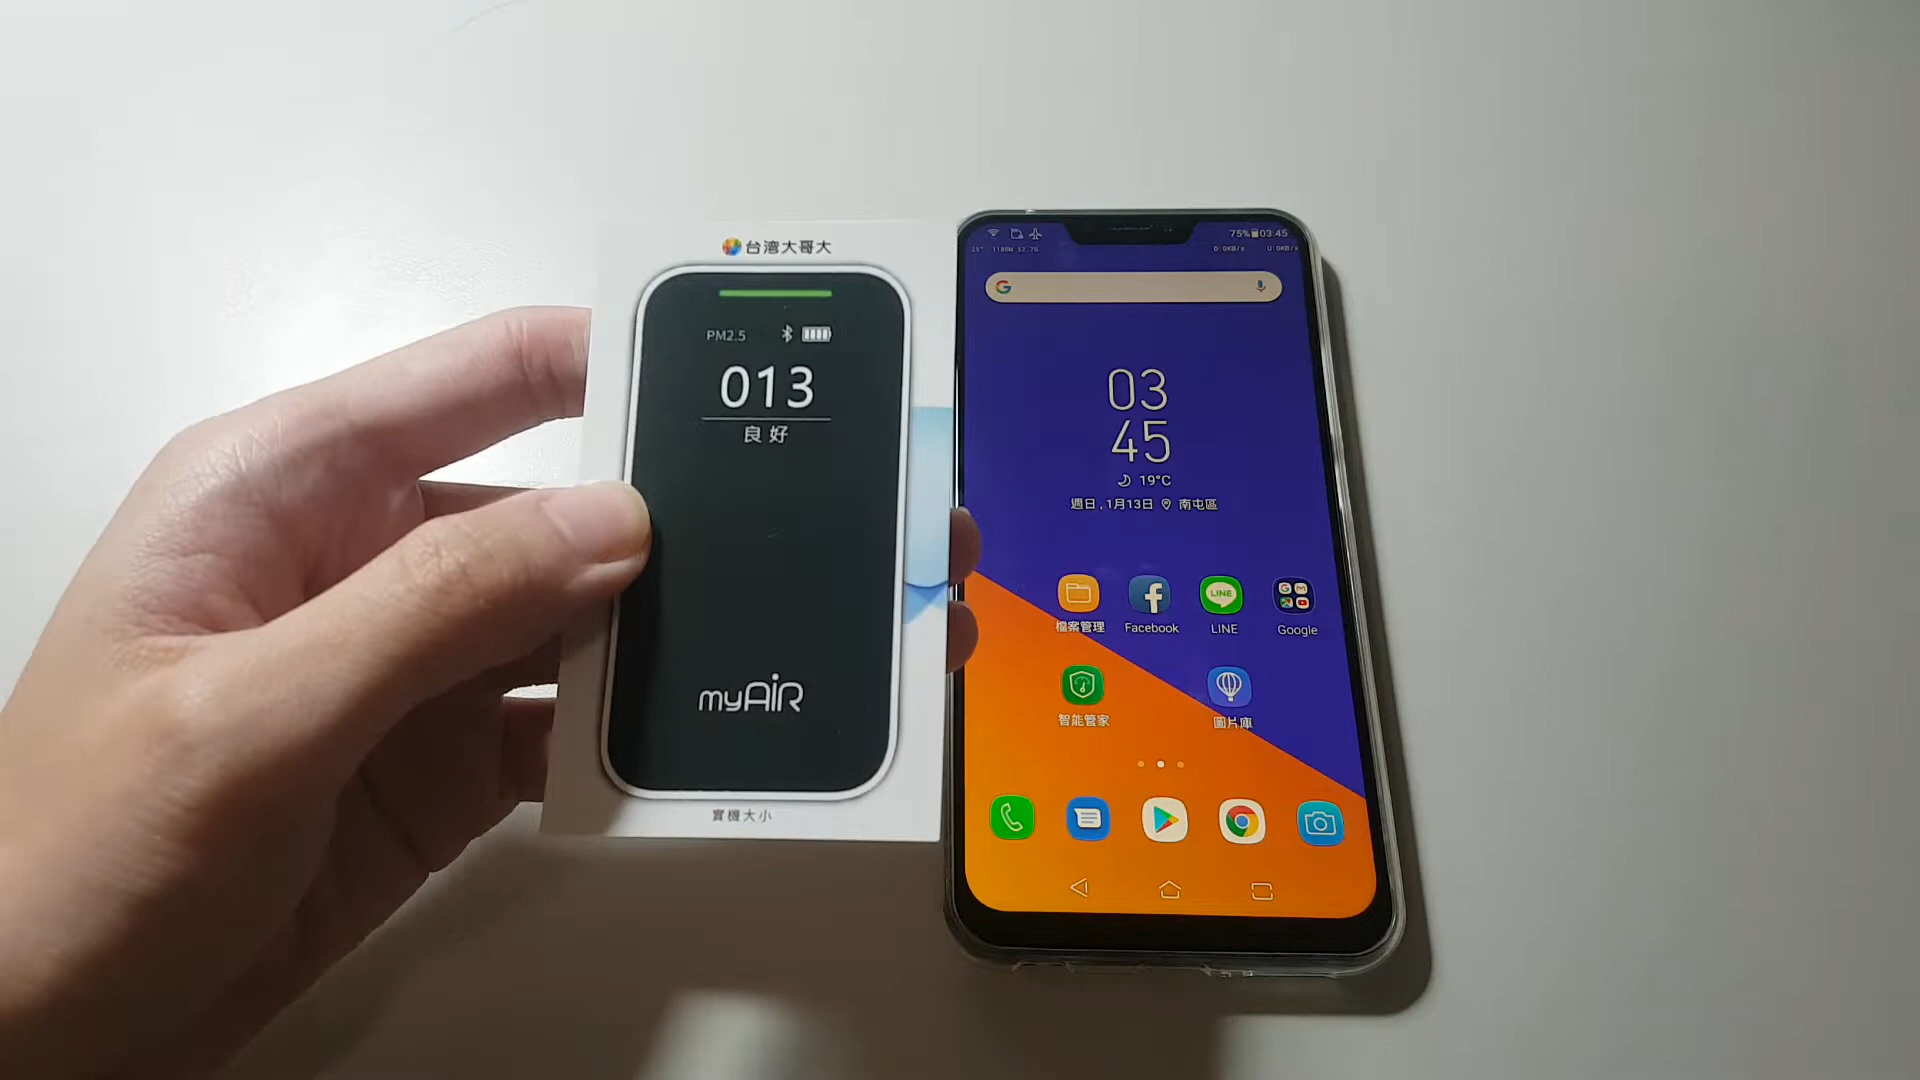 台湾大哥大
PM2.5
013
良好
myAIR
實機大小
75% 03:45
03
45
19°C
週日, 1月13日 南屯區
檔案管理
Facebook
LINE
LINE
Google
智能管家
圖片庫